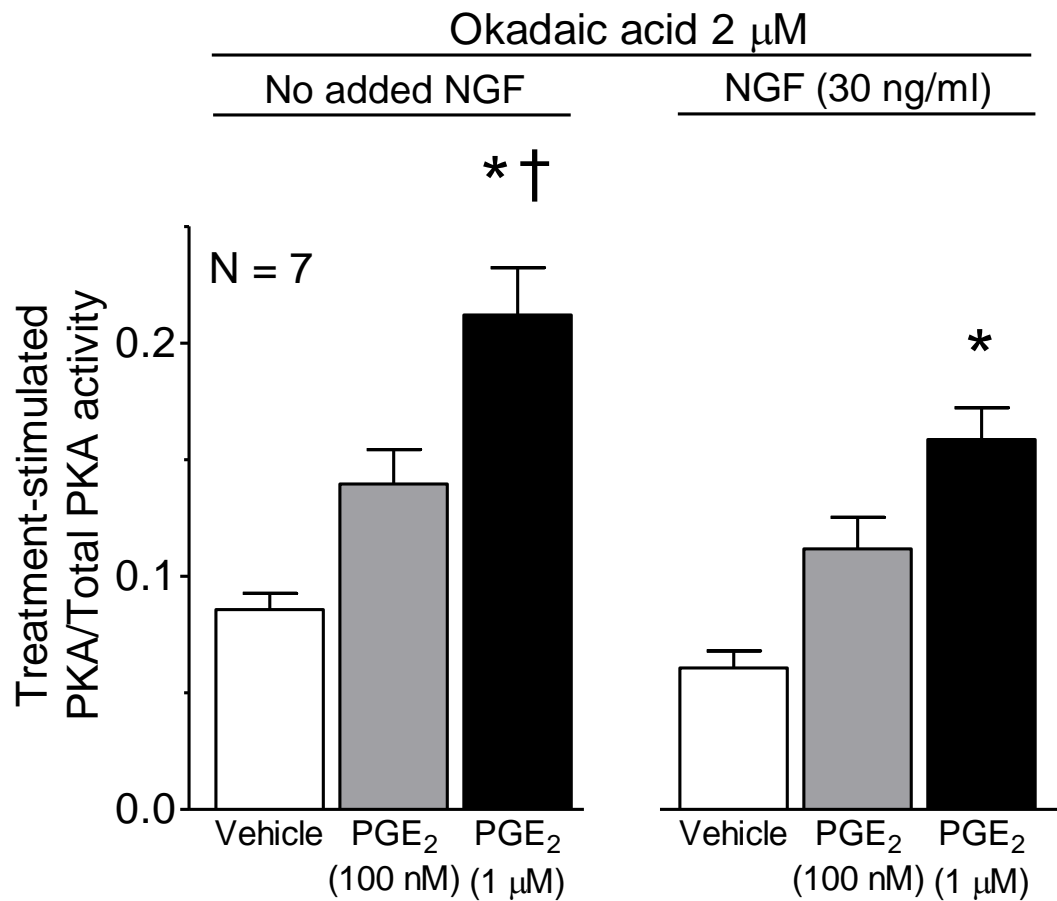 Okadaic acid 2 μM
No added NGF
NGF (30 ng/ml)
* †
N = 7
*
Treatment-stimulated
PKA/Total PKA activity
0.2
0.1
0.0
Vehicle
PGE₂
(100 nM)
PGE₂
(1 μM)
Vehicle
PGE₂
(100 nM)
PGE₂
(1 μM)